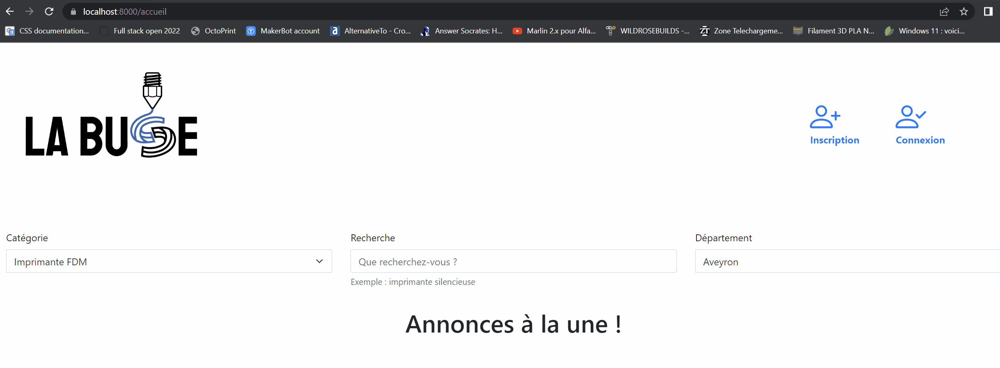 localhost:8000/accueil
CSS documentation... Full stack open 2022 OctoPrint MakerBot account AlternativeTo - Cro... Answer Socrates: H... Marlin 2.x pour Alfa... WILDROSEBUILDS -... Zone Telechargeme... Filament 3D PLA N... Windows 11 : voici...
LA BUSE
Inscription Connexion
Catégorie Recherche Département
Imprimante FDM Que recherchez-vous ? Aveyron
Exemple : imprimante silencieuse
Annonces à la une !